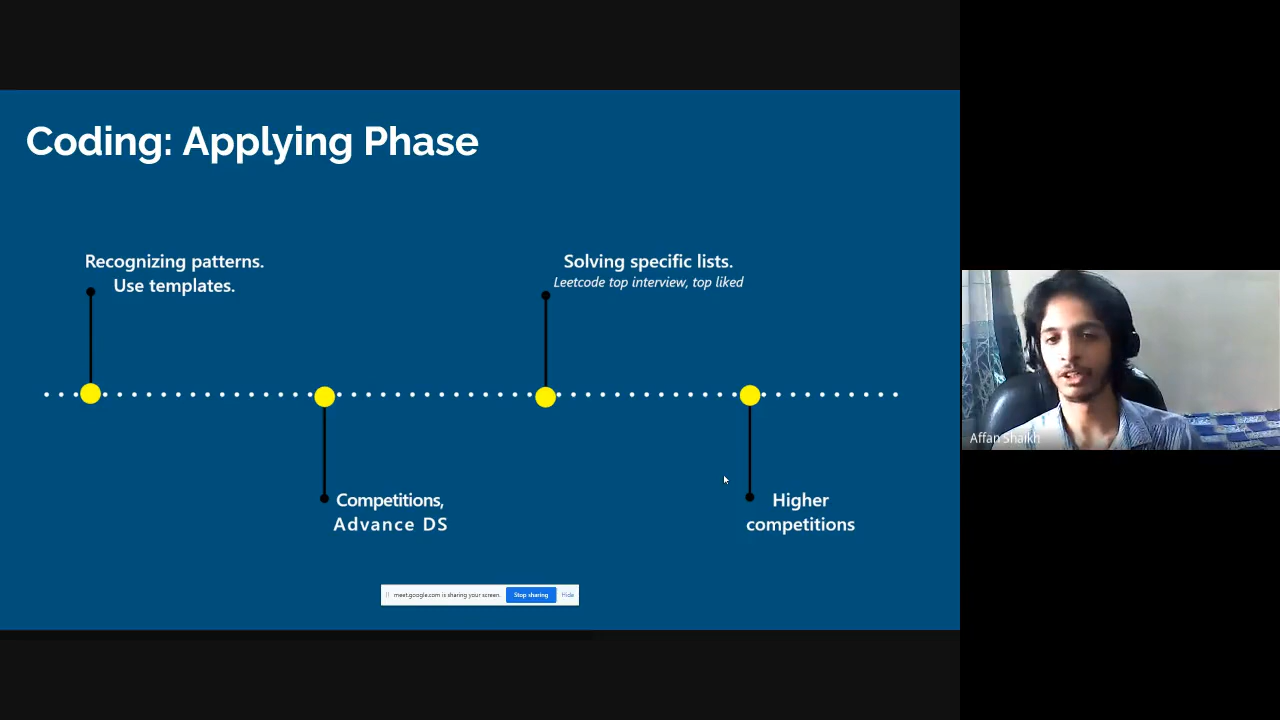 Coding: Applying Phase
Recognizing patterns.
Use templates.
Solving specific lists.
Leetcode top interview, top liked
Competitions,
Advance DS
Higher
competitions
meet.google.com is sharing your screen.
Stop sharing
Hide
Affan Shaikh